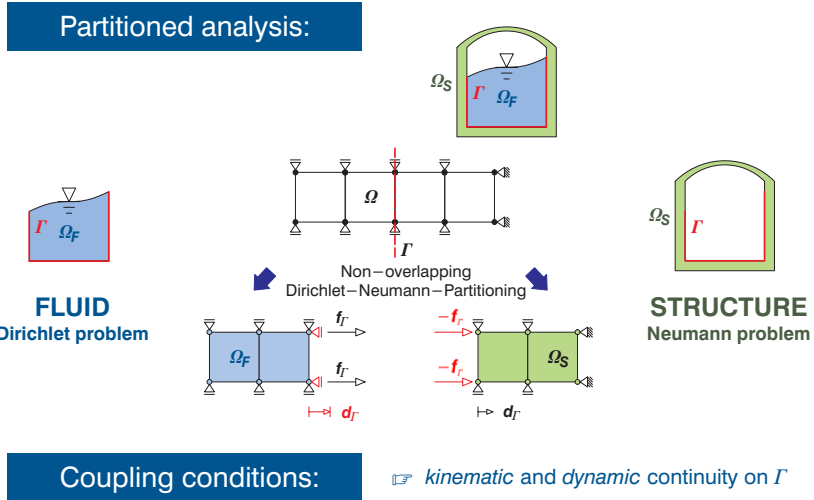 Partitioned analysis:
Ω_S
Γ
Ω_F
Γ
Ω_F
Ω
Γ
Ω_S
Γ
Non−overlapping
Dirichlet−Neumann−Partitioning
FLUID
Dirichlet problem
STRUCTURE
Neumann problem
Ω_F
f_Γ
f_Γ
d_Γ
−f_Γ
−f_Γ
Ω_S
d_Γ
Coupling conditions:
☞ kinematic and dynamic continuity on Γ